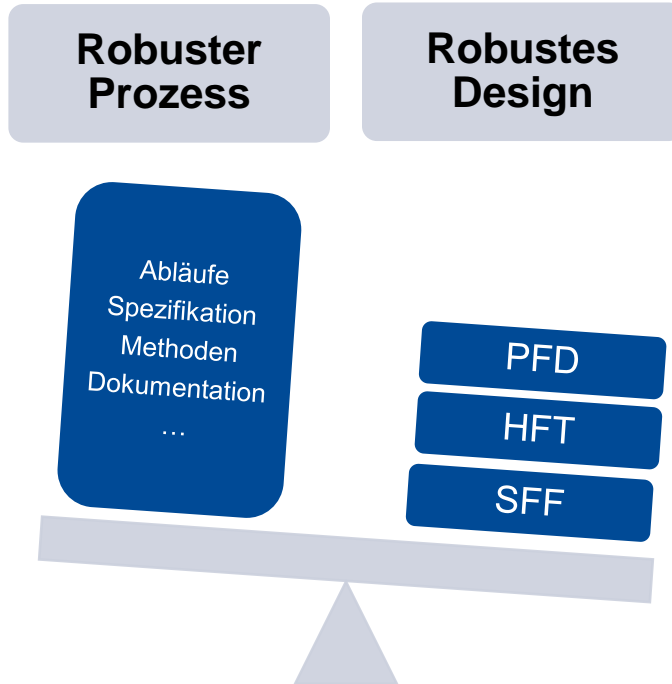 Robuster
Prozess
Robustes
Design
Abläufe
Spezifikation
Methoden
Dokumentation
…
PFD
HFT
SFF